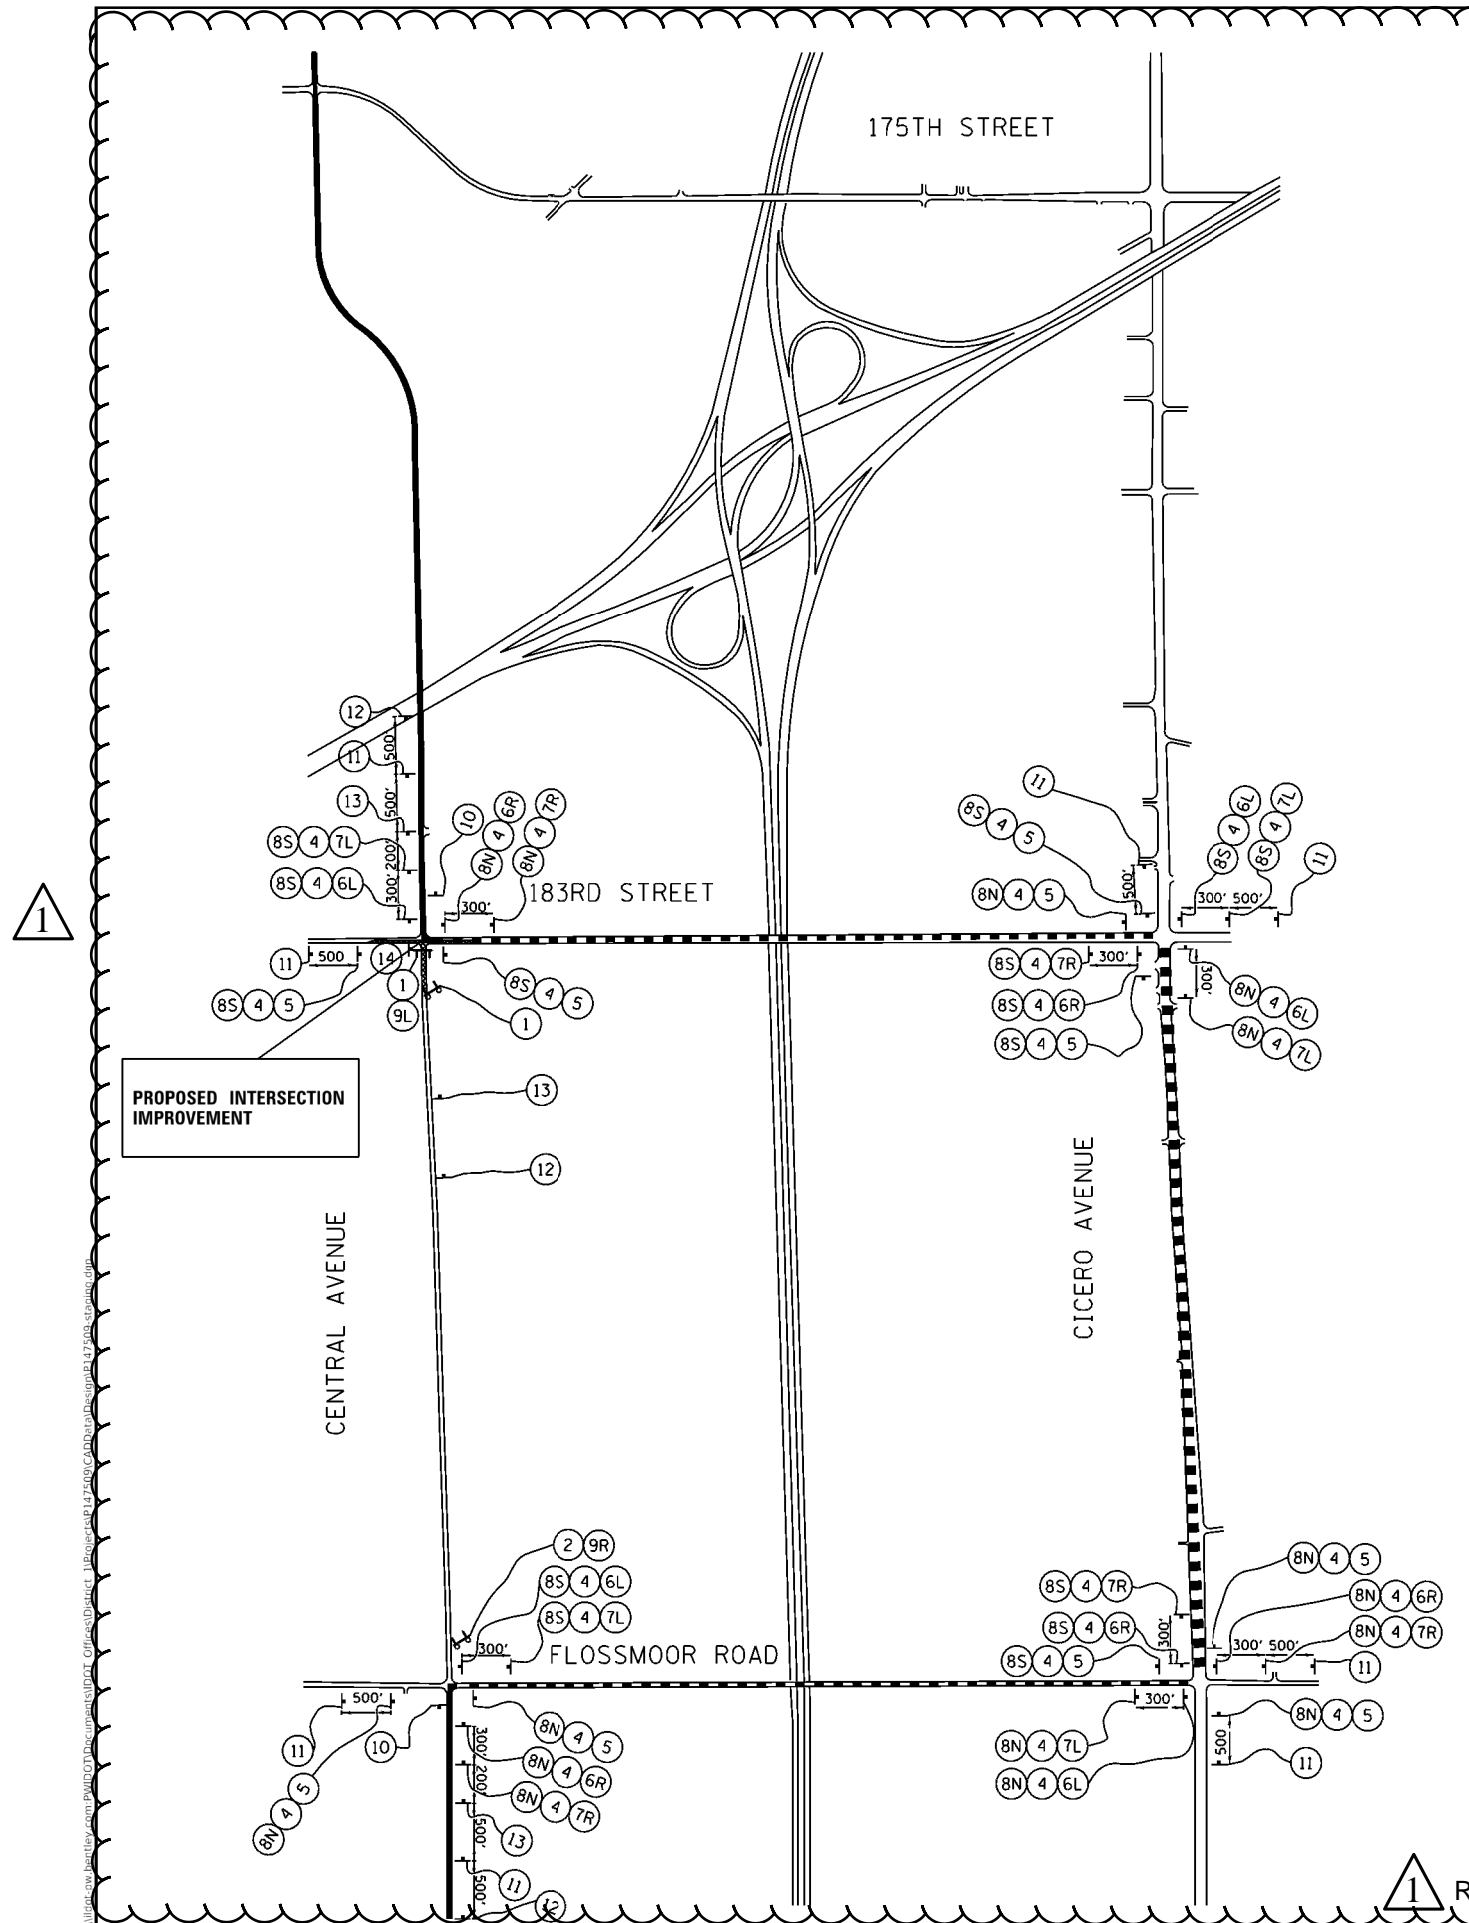 175TH STREET
12
500'
11
500'
13
200'
8S 4 7L
300'
8S 4 6L
10
8N 4 6R
8N 4 7R
300'
183RD STREET
11
8S 4 5
8N 4 5
500'
8S 4 6L
8S 4 7L
11
300' 500'
1
11
500
14
8S 4 5
1
9L
8S 4 5
1
8S 4 7R
300'
8S 4 6R
8S 4 5
300'
8N 4 6L
8N 4 7L
PROPOSED INTERSECTION
IMPROVEMENT
13
12
CENTRAL AVENUE
CICERO AVENUE
2 9R
8S 4 6L
8S 4 7L
300'
FLOSSMOOR ROAD
8S 4 7R
8S 4 6R
300'
8S 4 5
8N 4 5
8N 4 6R
8N 4 7R
300' 500'
11
500'
11
8N 4 5
10
8N 4 5
300'
8N 4 6R
200'
8N 4 7R
13
500'
11
500'
12
300'
8N 4 7L
8N 4 6L
8N 4 5
500
11
1 R